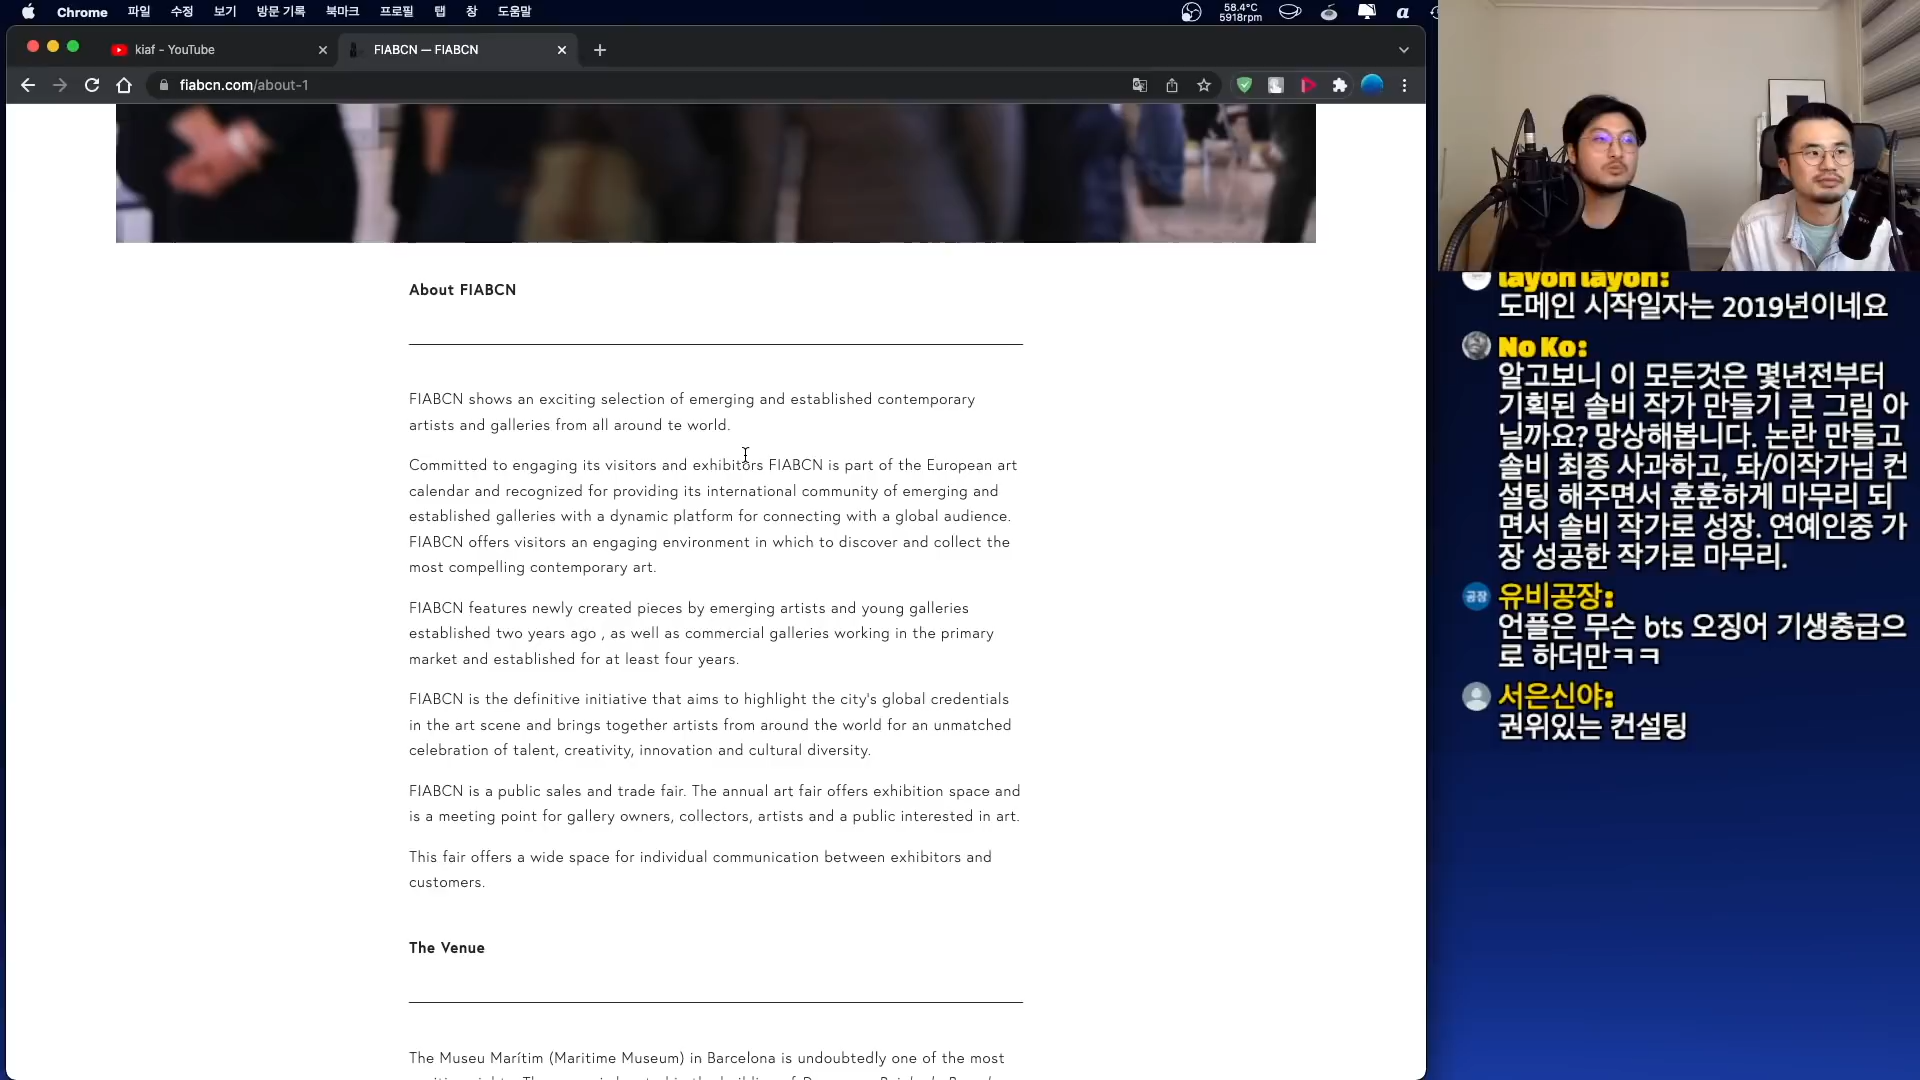 Chrome 파일 수정 보기 방문 기록 북마크 프로필 탭 창 도움말
58.4°C
5918rpm
kiaf - YouTube
FIABCN — FIABCN
fiabcn.com/about-1
About FIABCN
FIABCN shows an exciting selection of emerging and established contemporary
artists and galleries from all around te world.
Committed to engaging its visitors and exhibitors FIABCN is part of the European art
calendar and recognized for providing its international community of emerging and
established galleries with a dynamic platform for connecting with a global audience.
FIABCN offers visitors an engaging environment in which to discover and collect the
most compelling contemporary art.
FIABCN features newly created pieces by emerging artists and young galleries
established two years ago , as well as commercial galleries working in the primary
market and established for at least four years.
FIABCN is the definitive initiative that aims to highlight the city's global credentials
in the art scene and brings together artists from around the world for an unmatched
celebration of talent, creativity, innovation and cultural diversity.
FIABCN is a public sales and trade fair. The annual art fair offers exhibition space and
is a meeting point for gallery owners, collectors, artists and a public interested in art.
This fair offers a wide space for individual communication between exhibitors and
customers.
The Venue
The Museu Marítim (Maritime Museum) in Barcelona is undoubtedly one of the most
layon layon:
도메인 시작일자는 2019년이네요
No Ko:
알고보니 이 모든것은 몇년전부터
기획된 솔비 작가 만들기 큰 그림 아
닐까요? 망상해봅니다. 논란 만들고
솔비 최종 사과하고, 돠/이작가님 컨
설팅 해주면서 훈훈하게 마무리 되
면서 솔비 작가로 성장. 연예인중 가
장 성공한 작가로 마무리.
공장
유비공장:
언플은 무슨 bts 오징어 기생충급으
로 하더만ㅋㅋ
서은신야:
권위있는 컨설팅